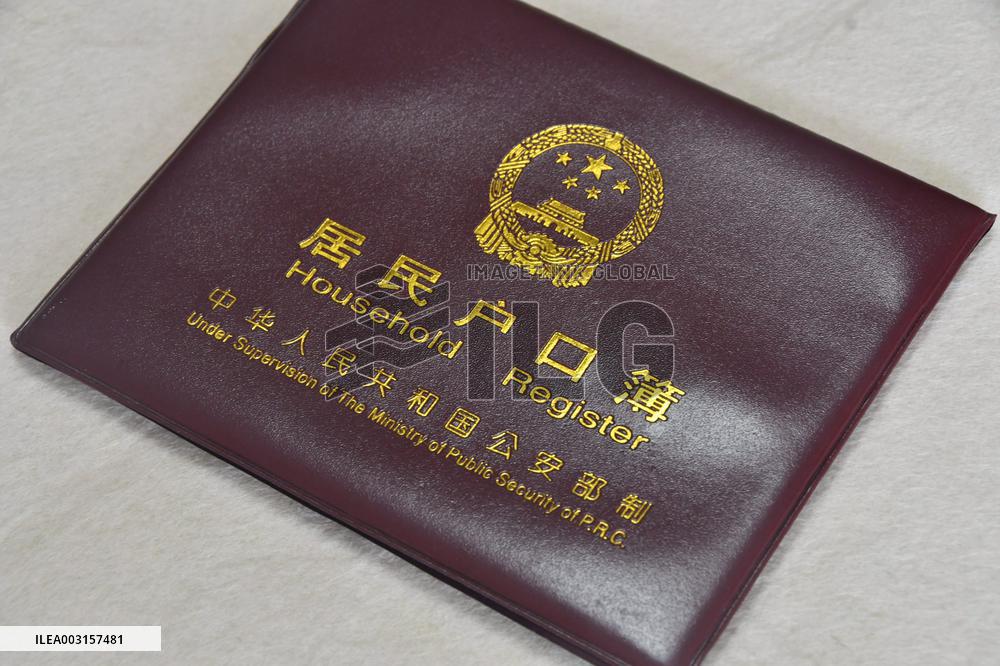 居民户口簿
Household Register
中华人民共和国公安部制
Under Supervision of The Ministry of Public Security of P.R.C.
IMAGE LINK GLOBAL
ILG
ILEA003157481